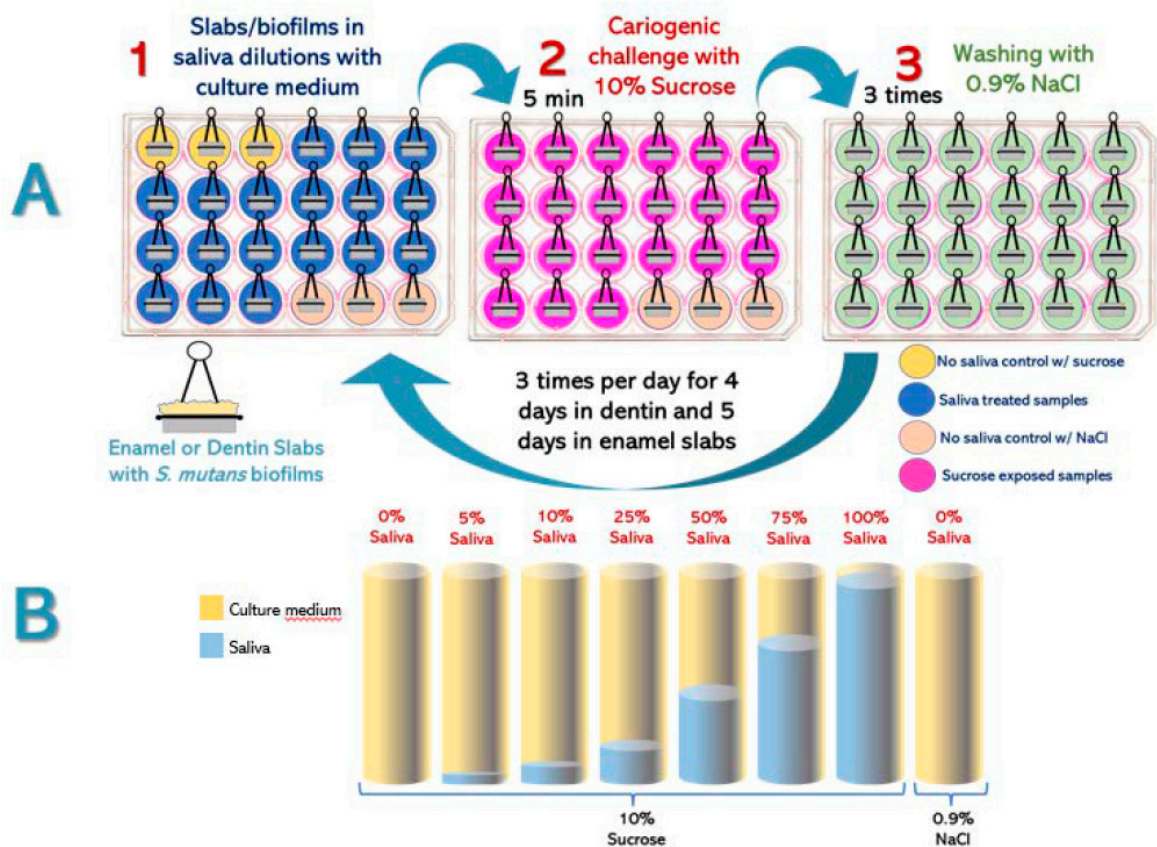 1
Slabs/biofilms in
saliva dilutions with
culture medium
2
5 min
Cariogenic
challenge with
10% Sucrose
3
3 times
Washing with
0.9% NaCl
A
Enamel or Dentin Slabs
with S. mutans biofilms
3 times per day for 4
days in dentin and 5
days in enamel slabs
No saliva control w/ sucrose
Saliva treated samples
No saliva control w/ NaCl
Sucrose exposed samples
B
Culture medium
Saliva
0%
Saliva
5%
Saliva
10%
Saliva
25%
Saliva
50%
Saliva
75%
Saliva
100%
Saliva
0%
Saliva
10%
Sucrose
0.9%
NaCl